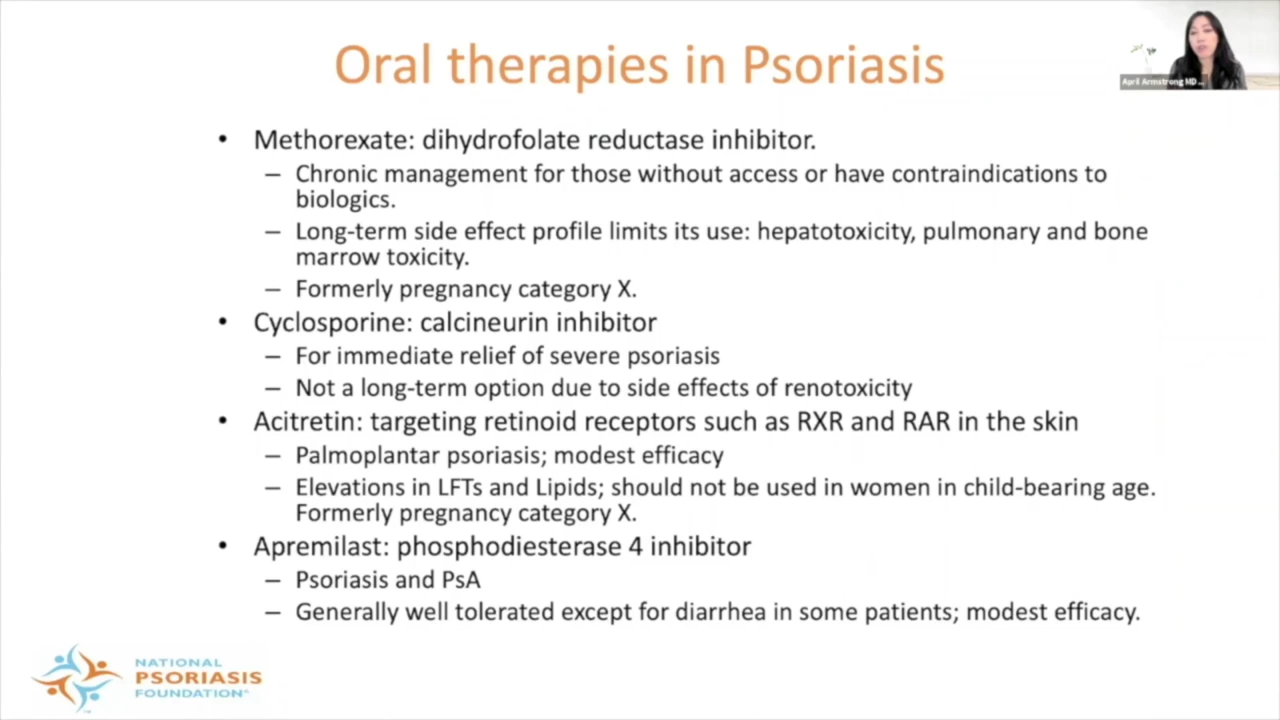 Oral therapies in Psoriasis
April Armstrong MD...
• Methorexate: dihydrofolate reductase inhibitor.
– Chronic management for those without access or have contraindications to
biologics.
– Long-term side effect profile limits its use: hepatotoxicity, pulmonary and bone
marrow toxicity.
– Formerly pregnancy category X.
• Cyclosporine: calcineurin inhibitor
– For immediate relief of severe psoriasis
– Not a long-term option due to side effects of renotoxicity
• Acitretin: targeting retinoid receptors such as RXR and RAR in the skin
– Palmoplantar psoriasis; modest efficacy
– Elevations in LFTs and Lipids; should not be used in women in child-bearing age.
Formerly pregnancy category X.
• Apremilast: phosphodiesterase 4 inhibitor
– Psoriasis and PsA
– Generally well tolerated except for diarrhea in some patients; modest efficacy.
NATIONAL
PSORIASIS
FOUNDATION